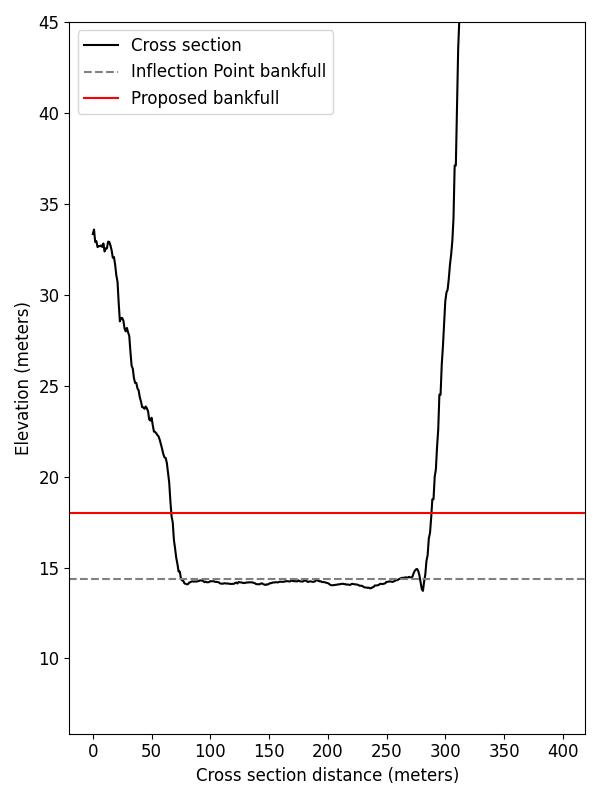 Cross section
Inflection Point bankfull
Proposed bankfull
45
40
35
30
25
20
15
10
Elevation (meters)
0 50 100 150 200 250 300 350 400
Cross section distance (meters)